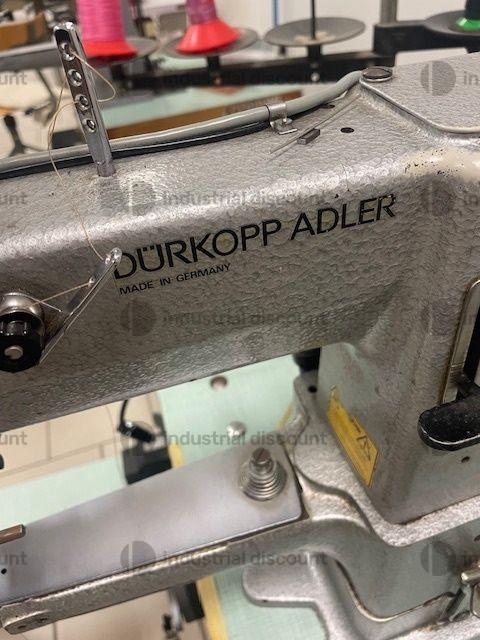 DÜRKOPP ADLER
MADE IN GERMANY
industrial discount